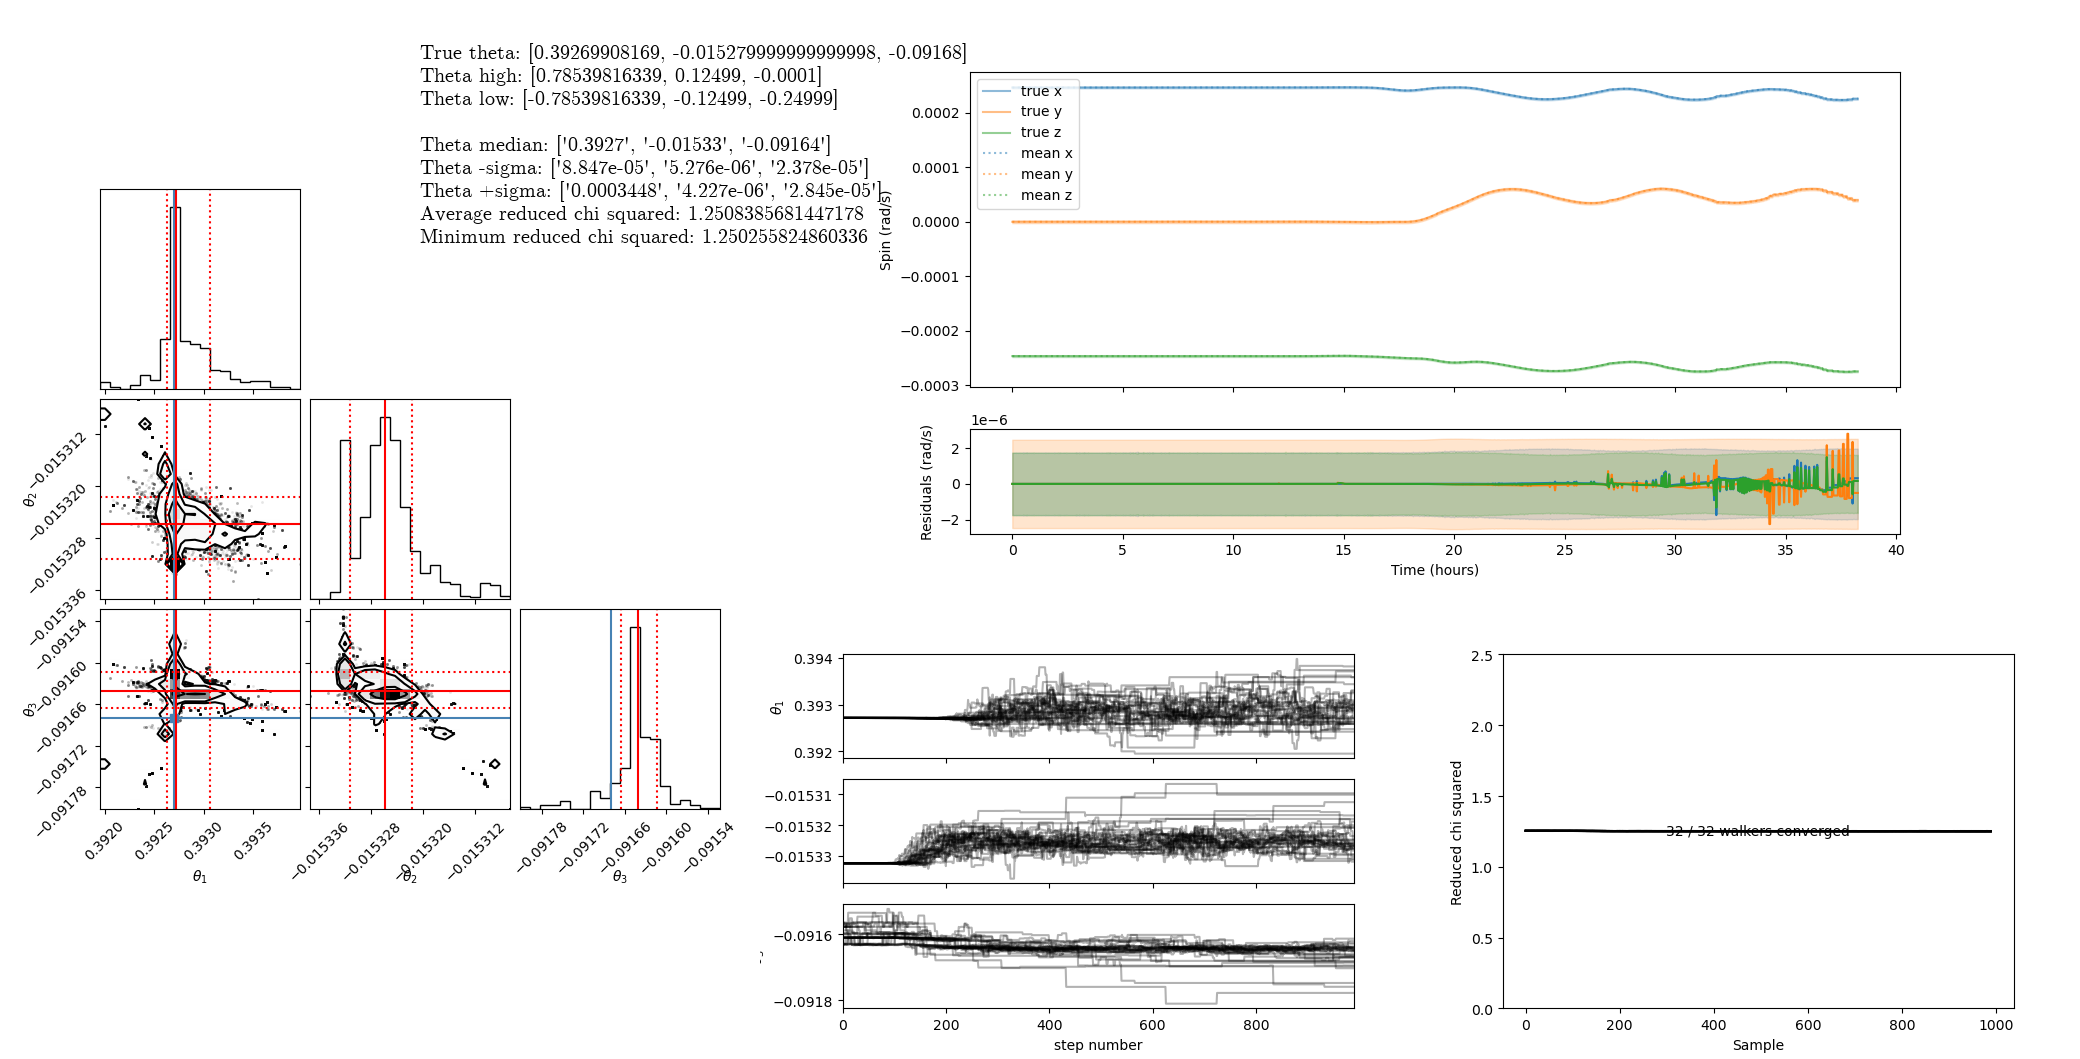 True theta: [0.39269908169, -0.015279999999999998, -0.09168]
Theta high: [0.78539816339, 0.12499, -0.0001]
Theta low: [-0.78539816339, -0.12499, -0.24999]
Theta median: ['0.3927', '-0.01533', '-0.09164']
Theta -sigma: ['8.847e-05', '5.276e-06', '2.378e-05']
Theta +sigma: ['0.0003448', '4.227e-06', '2.845e-05']
Average reduced chi squared: 1.2508385681447178
Minimum reduced chi squared: 1.250255824860336
true x
true y
true z
mean x
mean y
mean z
Spin (rad/s)
0.0002
0.0001
0.0000
−0.0001
−0.0002
−0.0003
1e−6
Residuals (rad/s)
2
0
−2
0 5 10 15 20 25 30 35 40
Time (hours)
θ2
−0.015312
−0.015320
−0.015328
−0.015336
θ3
−0.09154
−0.09160
−0.09166
−0.09172
−0.09178
0.3920 0.3925 0.3930 0.3935
θ1
−0.015336 −0.015328 −0.015320 −0.015312
θ2
−0.09178 −0.09172 −0.09166 −0.09160 −0.09154
θ3
θ1
0.394
0.393
0.392
−0.01531
−0.01532
−0.01533
−0.0916
−0.0918
0 200 400 600 800
step number
Reduced chi squared
2.5
2.0
1.5
1.0
0.5
0.0
32 / 32 walkers converged
0 200 400 600 800 1000
Sample